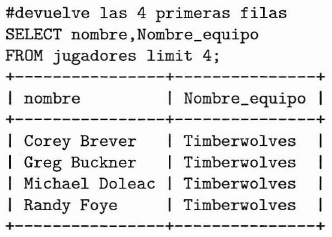 #devuelve las 4 primeras filas
SELECT nombre,Nombre_equipo
FROM jugadores limit 4;
+----------------+---------------+
| nombre | Nombre_equipo |
+----------------+---------------+
| Corey Brever | Timberwolves |
| Greg Buckner | Timberwolves |
| Michael Doleac | Timberwolves |
| Randy Foye | Timberwolves |
+----------------+---------------+